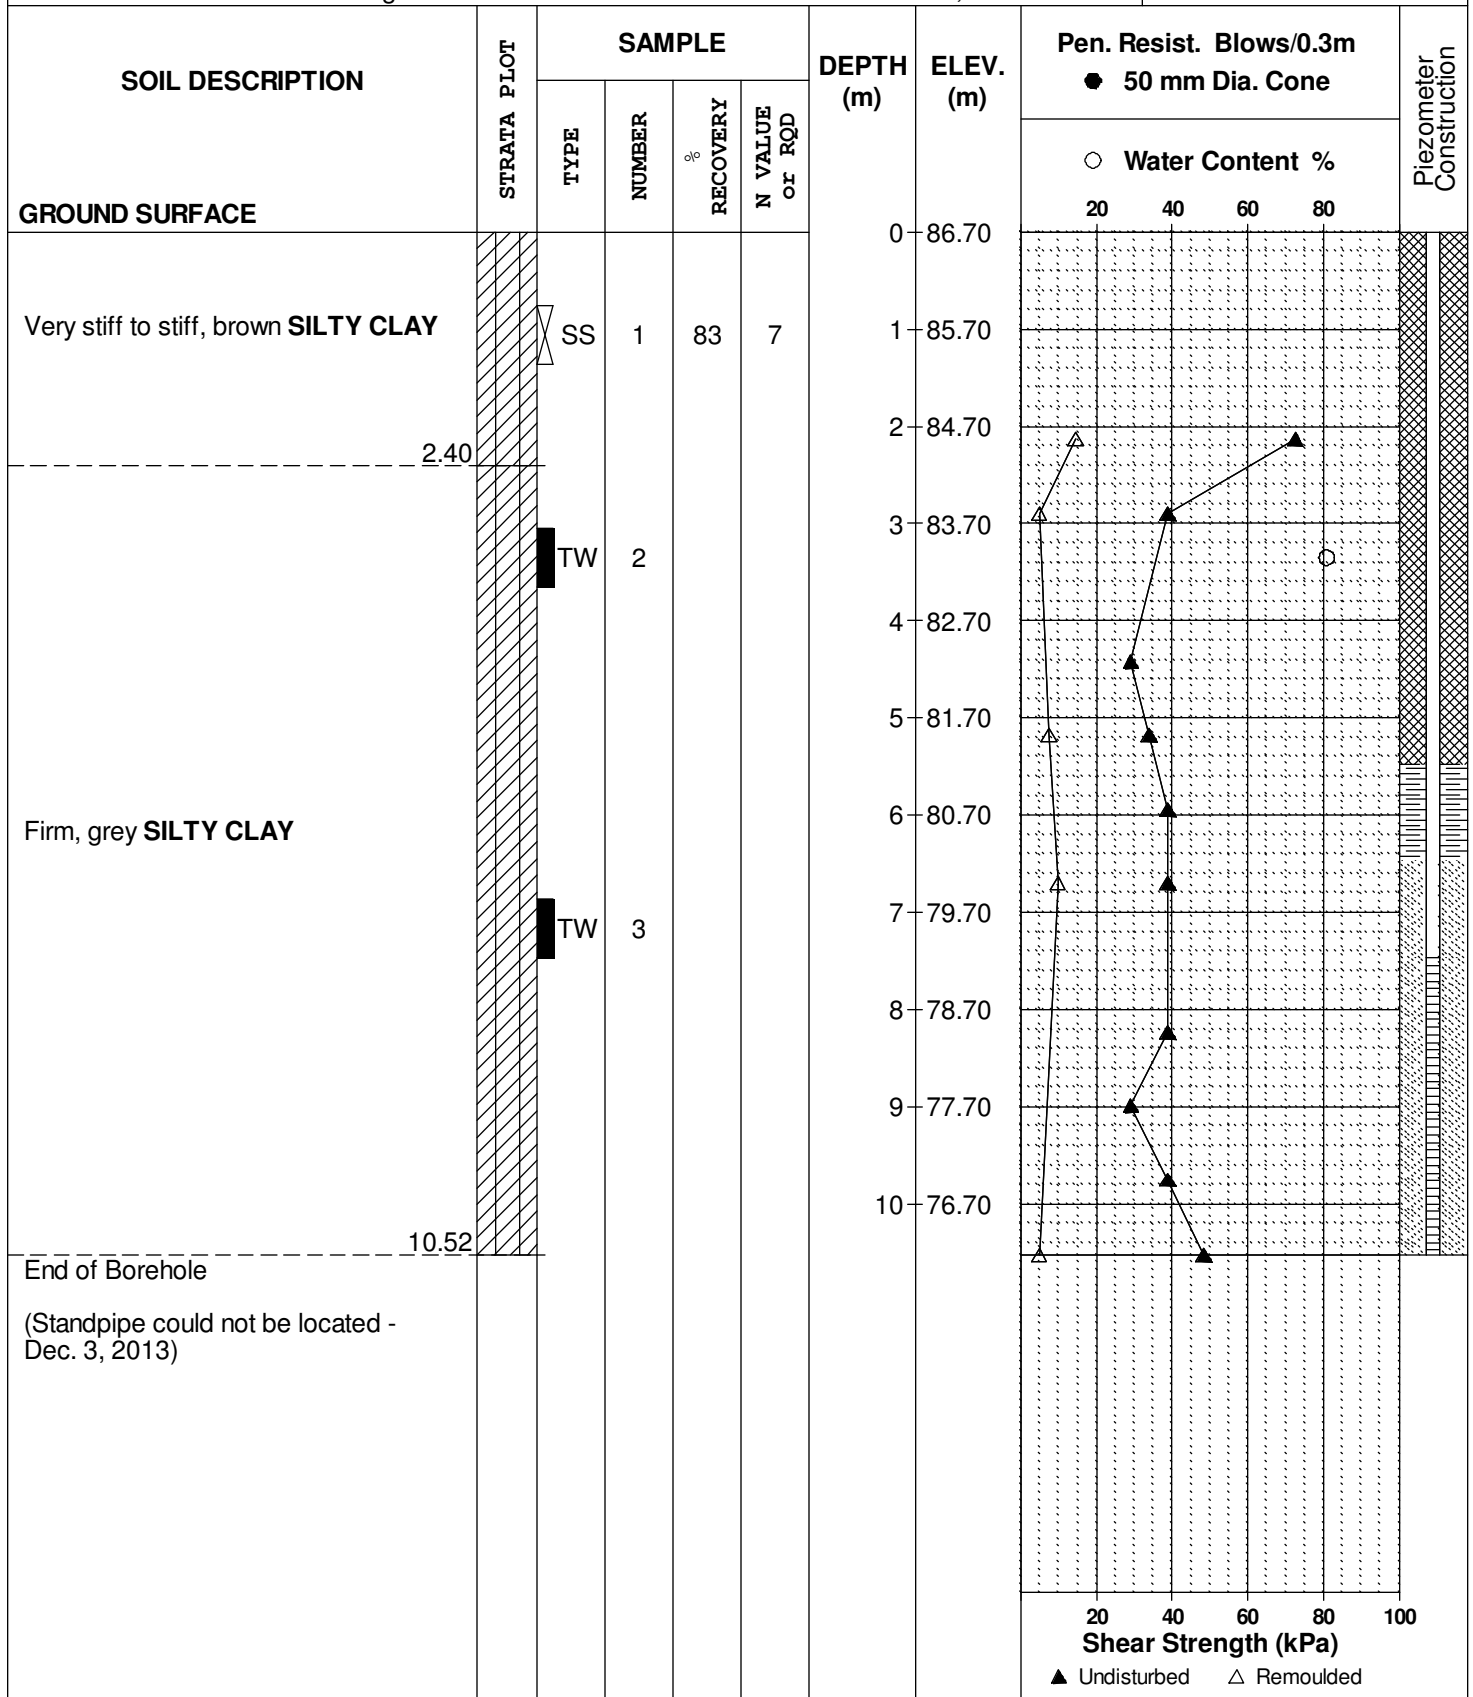 SOIL DESCRIPTION
GROUND SURFACE
STRATA PLOT
SAMPLE
TYPE
NUMBER
%
RECOVERY
N VALUE
or RQD
DEPTH
(m)
ELEV.
(m)
Pen. Resist. Blows/0.3m
● 50 mm Dia. Cone
○ Water Content %
20 40 60 80
Piezometer
Construction
0 86.70
Very stiff to stiff, brown SILTY CLAY
SS 1 83 7
1 85.70
2 84.70
2.40
3 83.70
TW 2
4 82.70
5 81.70
6 80.70
Firm, grey SILTY CLAY
7 79.70
TW 3
8 78.70
9 77.70
10 76.70
10.52
End of Borehole
(Standpipe could not be located -
Dec. 3, 2013)
20 40 60 80 100
Shear Strength (kPa)
▲ Undisturbed △ Remoulded